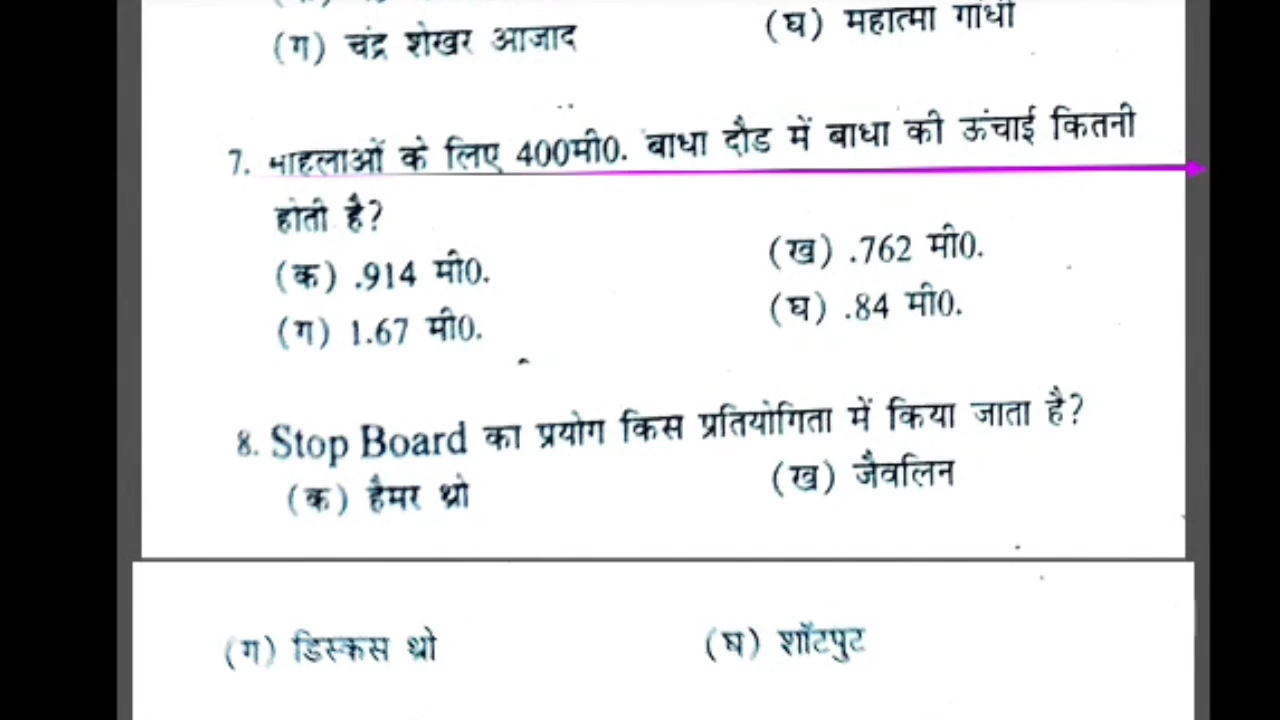 (ग) चंद्र शेखर आजाद
(घ) महात्मा गांधी
7. माहलाओं के लिए 400मी0. बाधा दौड में बाधा की ऊंचाई कितनी
होती है?
(क) .914 मी0.
(ख) .762 मी0.
(ग) 1.67 मी0.
(घ) .84 मी0.
8. Stop Board का प्रयोग किस प्रतियोगिता में किया जाता है?
(क) हैमर थ्रो
(ख) जैवलिन
(ग) डिस्कस थ्रो
(घ) शॉटपुट